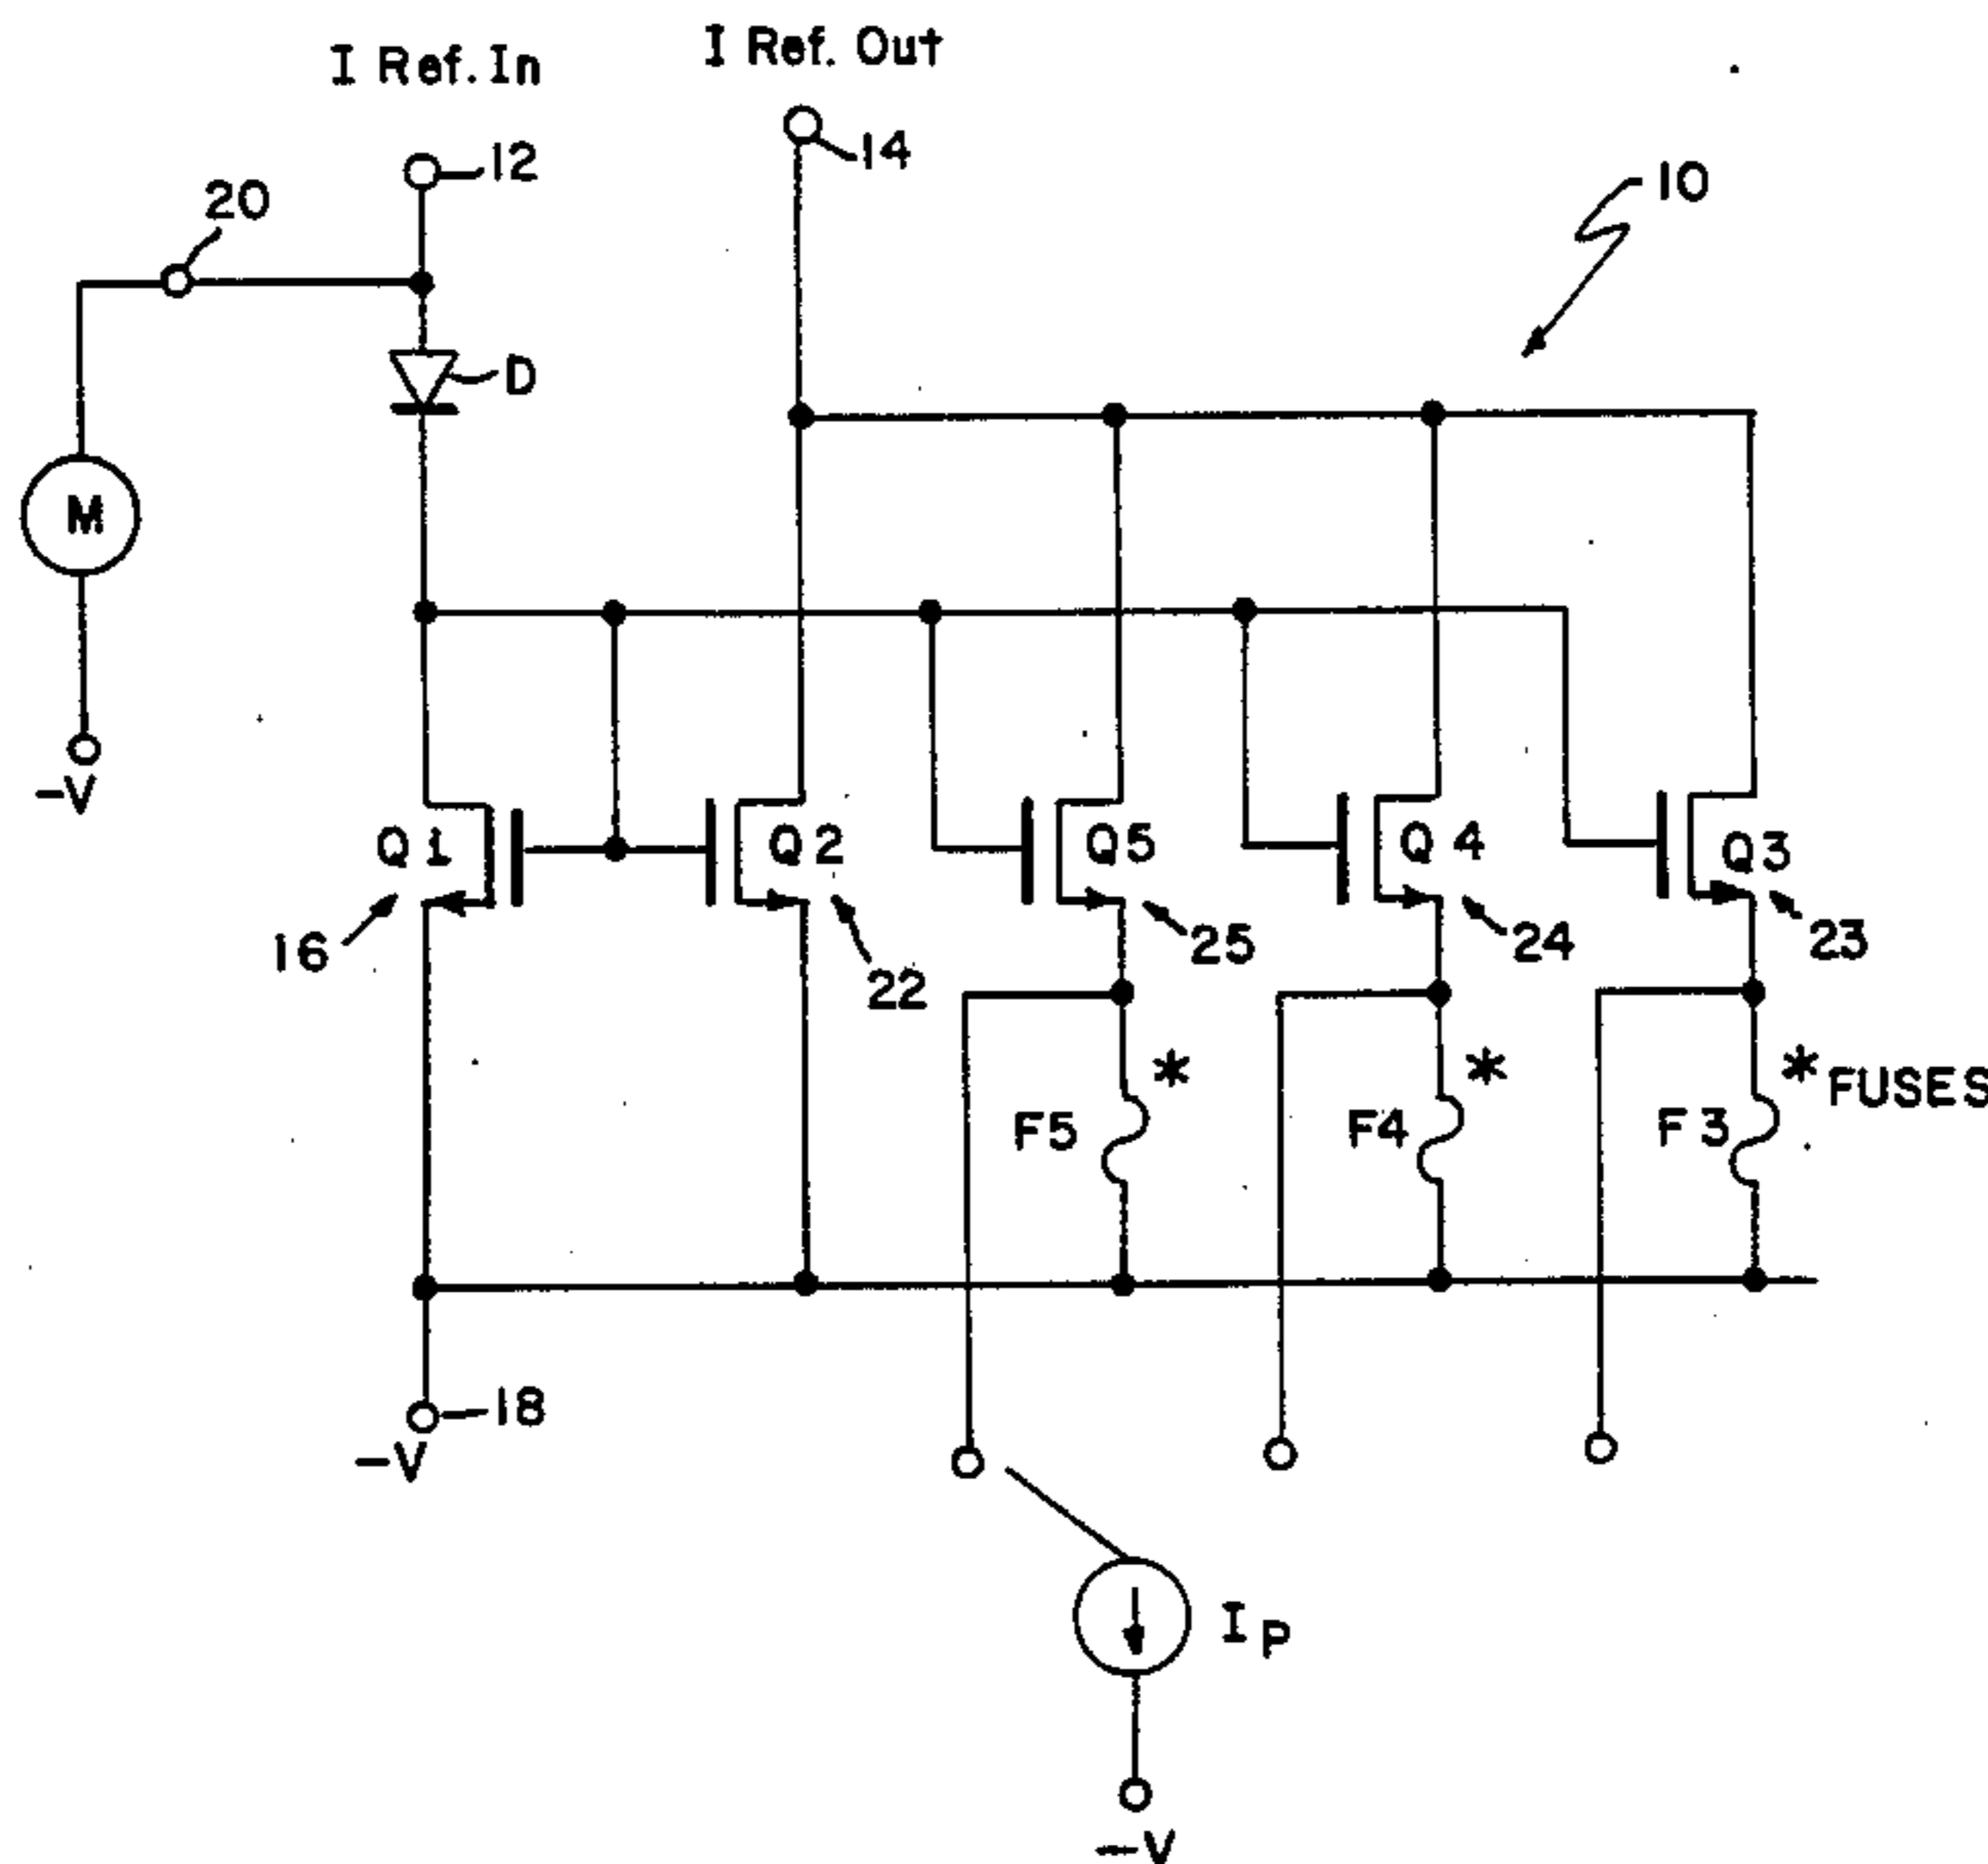 I Ref. In
I Ref. Out
12
14
20
10
D
M
-V
Q1
Q2
Q5
Q4
Q3
16
22
25
24
23
*
*
*FUSES
F5
F4
F3
18
-V
IP
-V